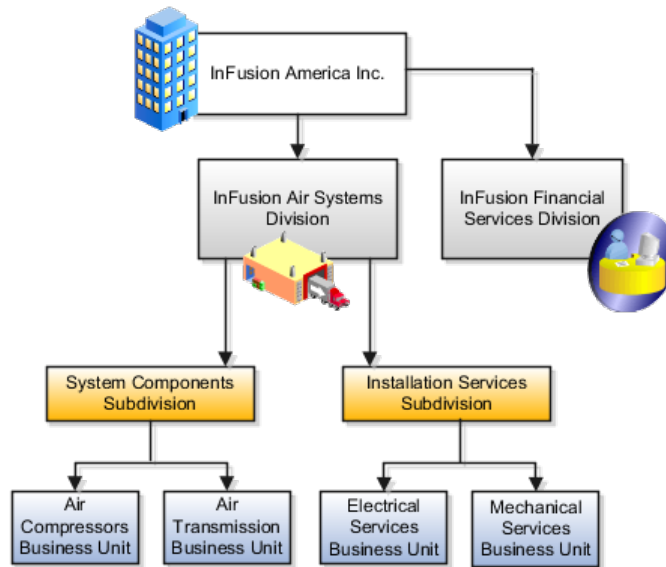 InFusion America Inc.
InFusion Air Systems
Division
InFusion Financial
Services Division
System Components
Subdivision
Installation Services
Subdivision
Air
Compressors
Business Unit
Air
Transmission
Business Unit
Electrical
Services
Business Unit
Mechanical
Services
Business Unit